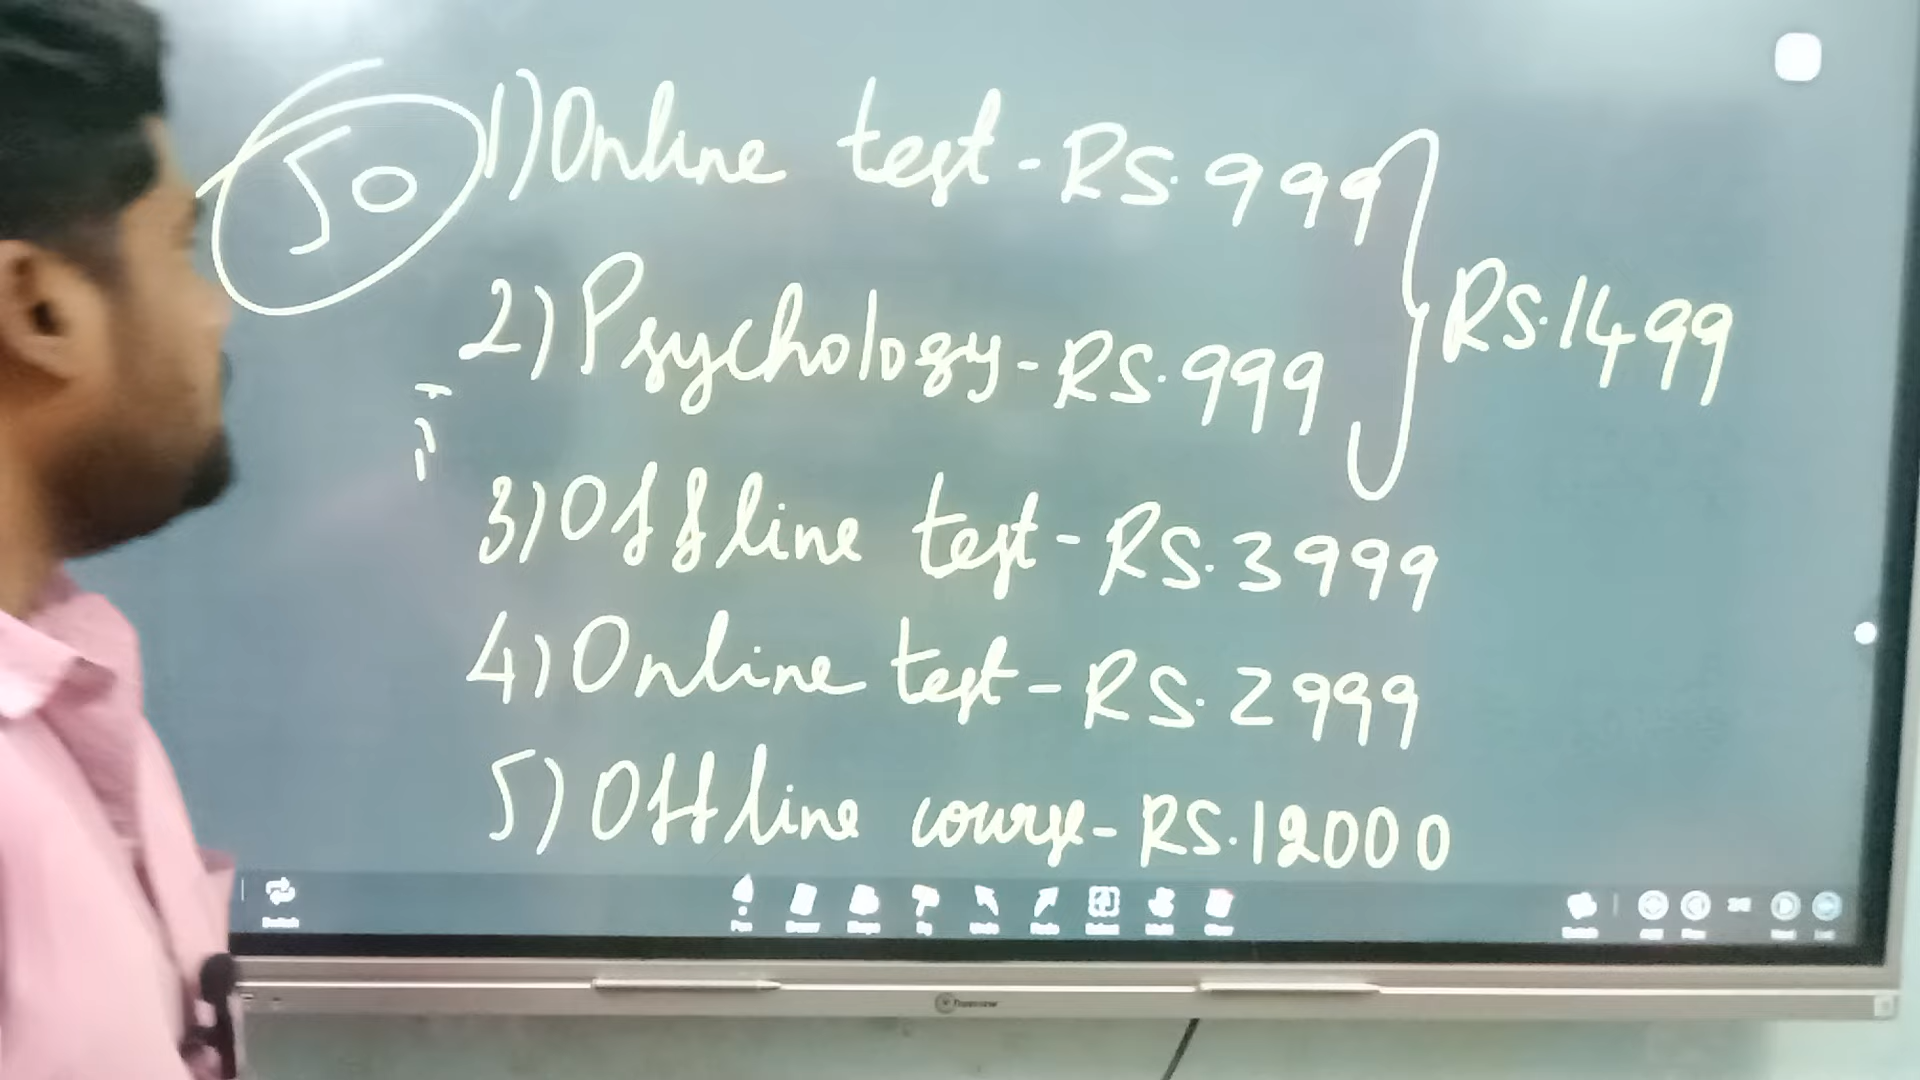 50
1) Online test - RS. 999
2) Psychology - RS. 999
RS. 1499
3) Offline test - RS. 3999
4) Online test - RS. 2999
5) Offline course - RS. 12000